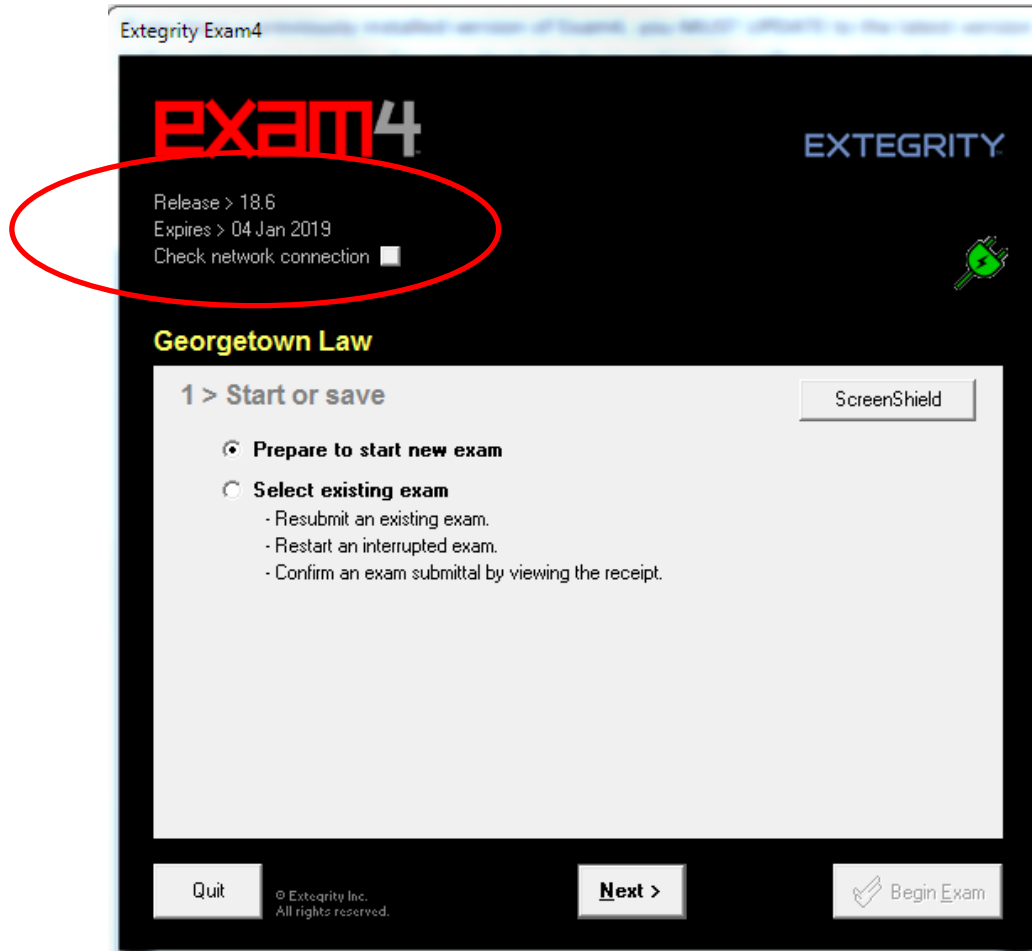 Extegrity Exam4
exam4
EXTEGRITY
Release > 18.6
Expires > 04 Jan 2019
Check network connection
Georgetown Law
1 > Start or save
ScreenShield
Prepare to start new exam
Select existing exam
- Resubmit an existing exam.
- Restart an interrupted exam.
- Confirm an exam submittal by viewing the receipt.
Quit
© Extegrity Inc.
All rights reserved.
Next >
Begin Exam